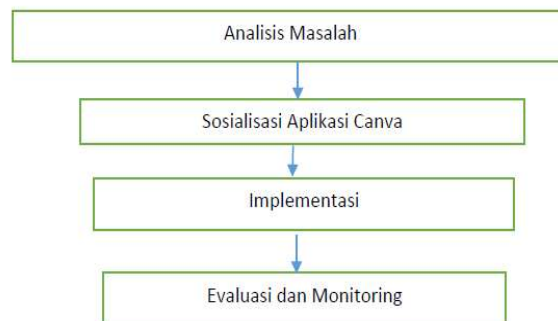 Analisis Masalah
Sosialisasi Aplikasi Canva
Implementasi
Evaluasi dan Monitoring